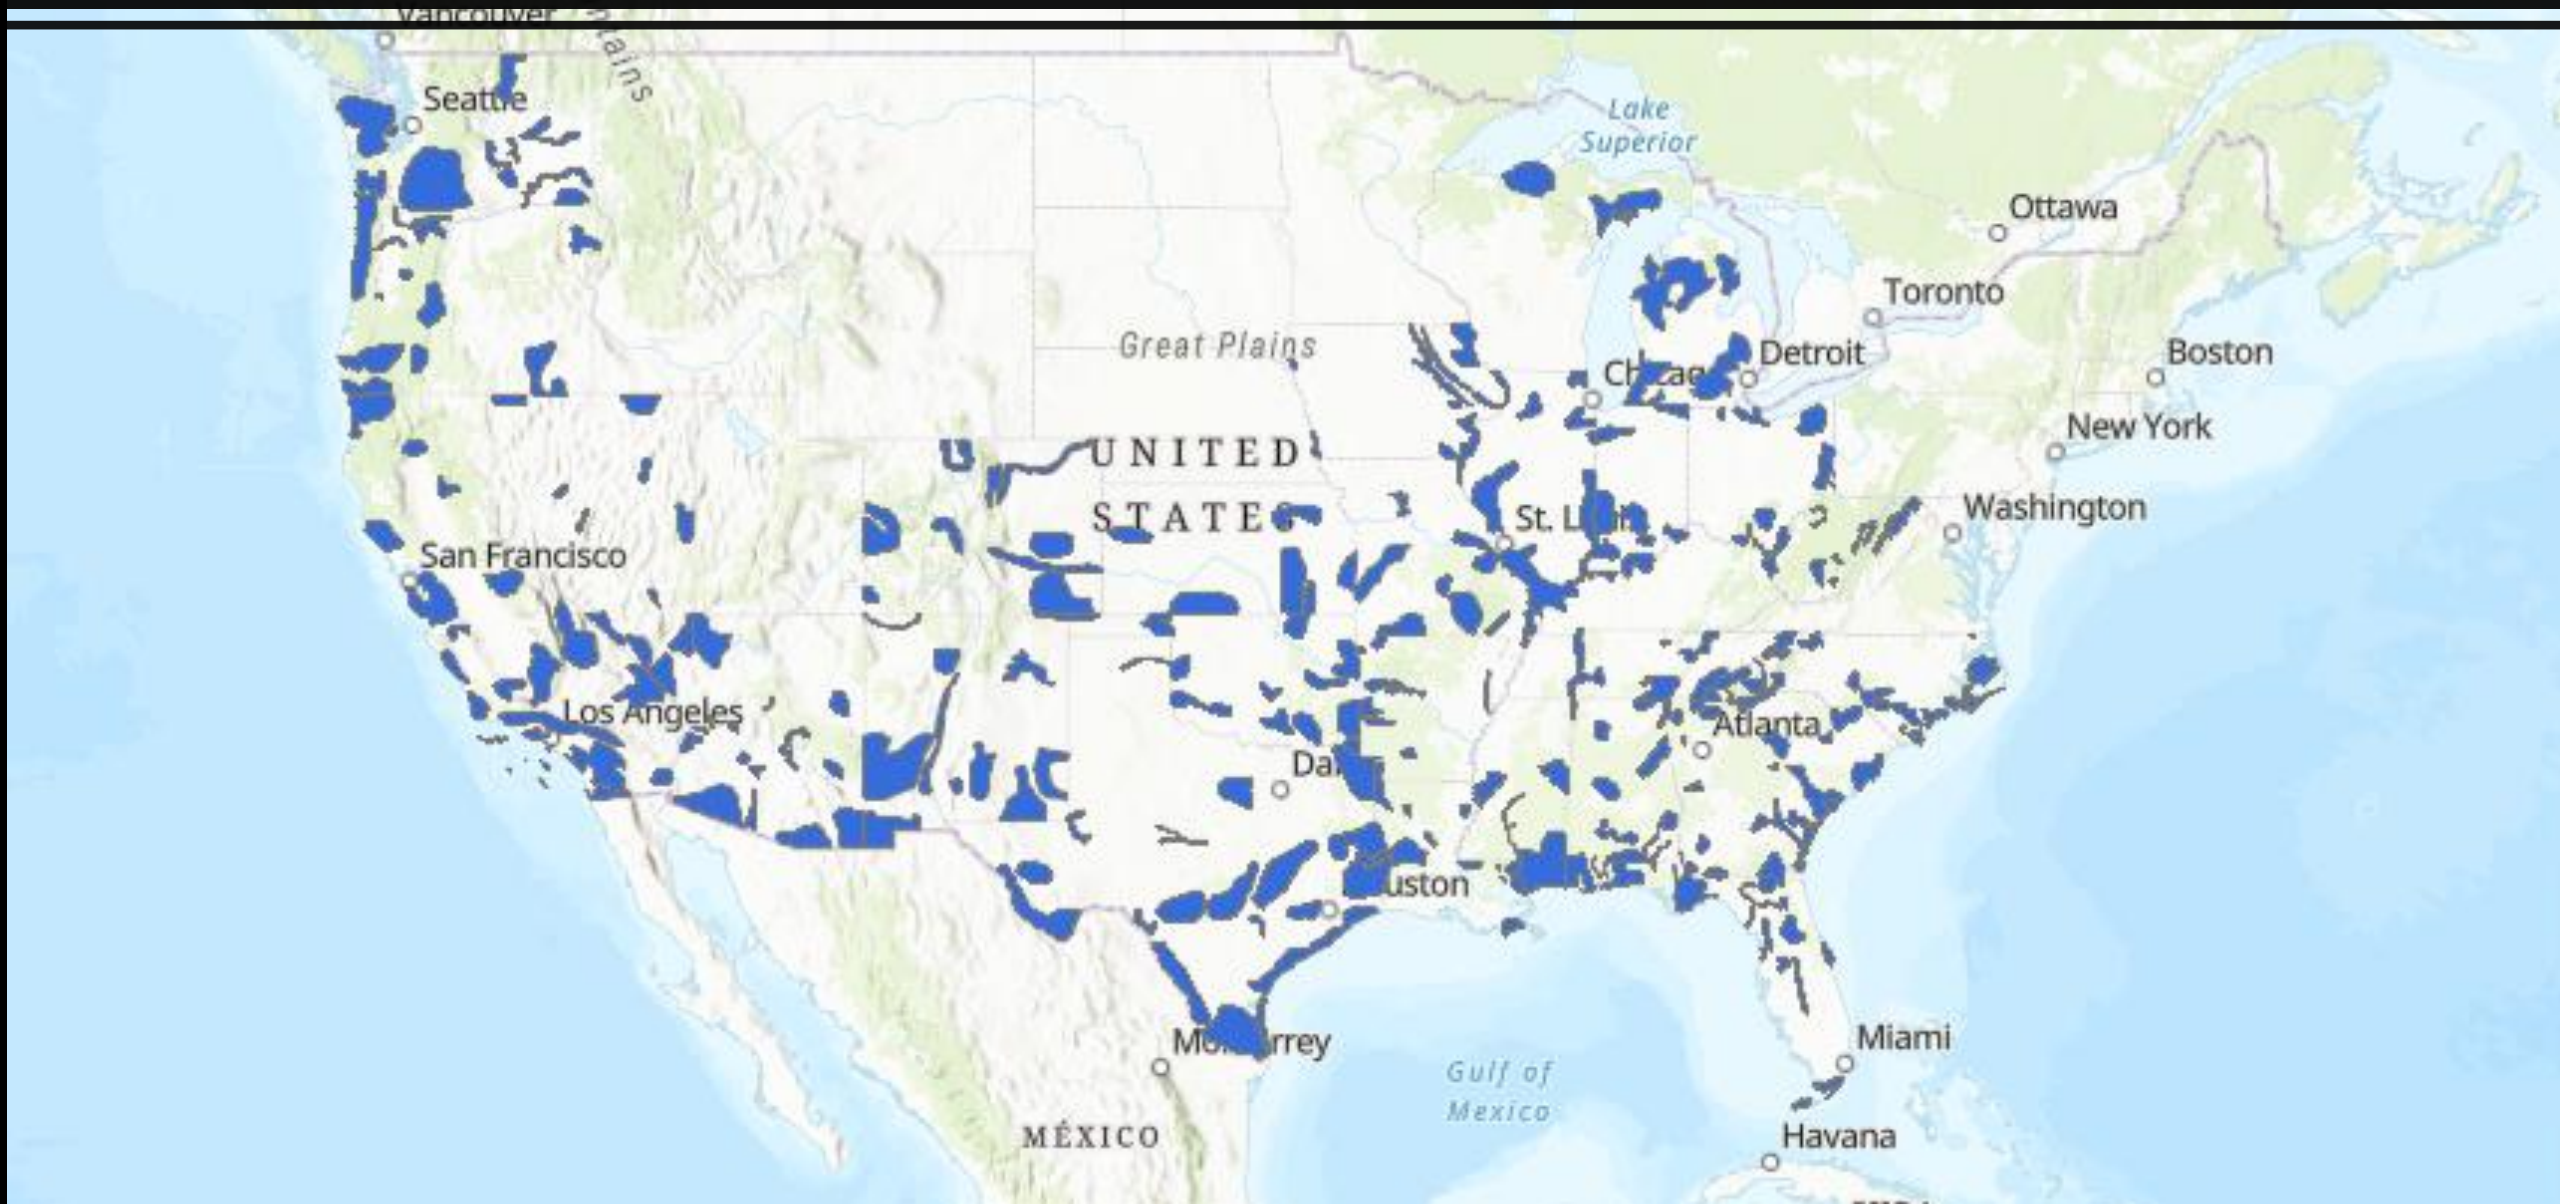 Vancouver
Seattle
Lake
Superior
Ottawa
Toronto
Great Plains
Detroit
Boston
New York
UNITED
STATES
Washington
San Francisco
Los Angeles
Atlanta
Miami
Gulf of
Mexico
MÉXICO
Havana